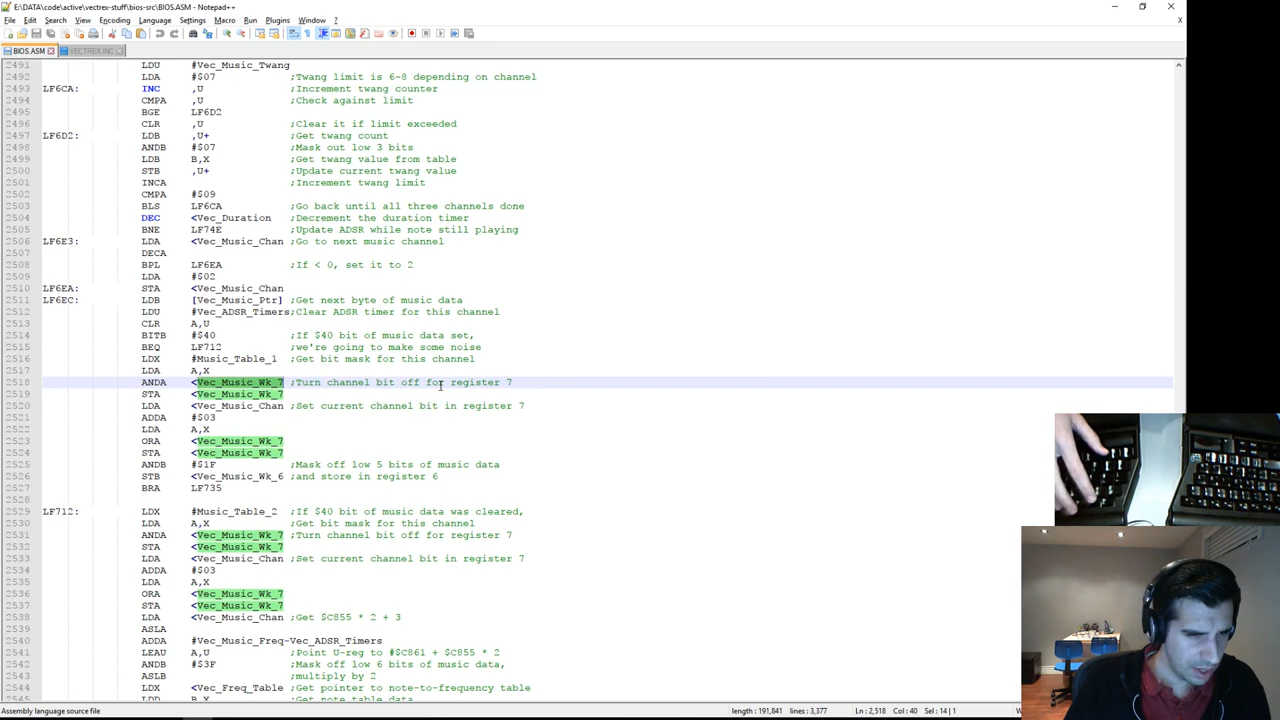 E:\DATA\code\active\vectrex-stuff\bios-src\BIOS.ASM - Notepad++
File Edit Search View Encoding Language Settings Macro Run Plugins Window ?
BIOS.ASM VECTREX.INC
2491 LDU #Vec_Music_Twang
2492 LDA #$07 ;Twang limit is 6-8 depending on channel
2493 LF6CA: INC ,U ;Increment twang counter
2494 CMPA ,U ;Check against limit
2495 BGE LF6D2
2496 CLR ,U ;Clear it if limit exceeded
2497 LF6D2: LDB ,U+ ;Get twang count
2498 ANDB #$07 ;Mask out low 3 bits
2499 LDB B,X ;Get twang value from table
2500 STB ,U+ ;Update current twang value
2501 INCA ;Increment twang limit
2502 CMPA #$09
2503 BLS LF6CA ;Go back until all three channels done
2504 DEC <Vec_Duration ;Decrement the duration timer
2505 BNE LF74E ;Update ADSR while note still playing
2506 LF6E3: LDA <Vec_Music_Chan ;Go to next music channel
2507 DECA
2508 BPL LF6EA ;If < 0, set it to 2
2509 LDA #$02
2510 LF6EA: STA <Vec_Music_Chan
2511 LF6EC: LDB [Vec_Music_Ptr] ;Get next byte of music data
2512 LDU #Vec_ADSR_Timers;Clear ADSR timer for this channel
2513 CLR A,U
2514 BITB #$40 ;If $40 bit of music data set,
2515 BEQ LF712 ;we're going to make some noise
2516 LDX #Music_Table_1 ;Get bit mask for this channel
2517 LDA A,X
2518 ANDA <Vec_Music_Wk_7 ;Turn channel bit off for register 7
2519 STA <Vec_Music_Wk_7
2520 LDA <Vec_Music_Chan ;Set current channel bit in register 7
2521 ADDA #$03
2522 LDA A,X
2523 ORA <Vec_Music_Wk_7
2524 STA <Vec_Music_Wk_7
2525 ANDB #$1F ;Mask off low 5 bits of music data
2526 STB <Vec_Music_Wk_6 ;and store in register 6
2527 BRA LF735
2528
2529 LF712: LDX #Music_Table_2 ;If $40 bit of music data was cleared,
2530 LDA A,X ;Get bit mask for this channel
2531 ANDA <Vec_Music_Wk_7 ;Turn channel bit off for register 7
2532 STA <Vec_Music_Wk_7
2533 LDA <Vec_Music_Chan ;Set current channel bit in register 7
2534 ADDA #$03
2535 LDA A,X
2536 ORA <Vec_Music_Wk_7
2537 STA <Vec_Music_Wk_7
2538 LDA <Vec_Music_Chan ;Get $C855 * 2 + 3
2539 ASLA
2540 ADDA #Vec_Music_Freq-Vec_ADSR_Timers
2541 LEAU A,U ;Point U-reg to #$C861 + $C855 * 2
2542 ANDB #$3F ;Mask off low 6 bits of music data,
2543 ASLB ;multiply by 2
2544 LDX <Vec_Freq_Table ;Get pointer to note-to-frequency table
2545 LDD B,X ;Get note table data
Assembly language source file length : 191,841 lines : 3,377 Ln : 2,518 Col : 40 Sel : 14 | 1